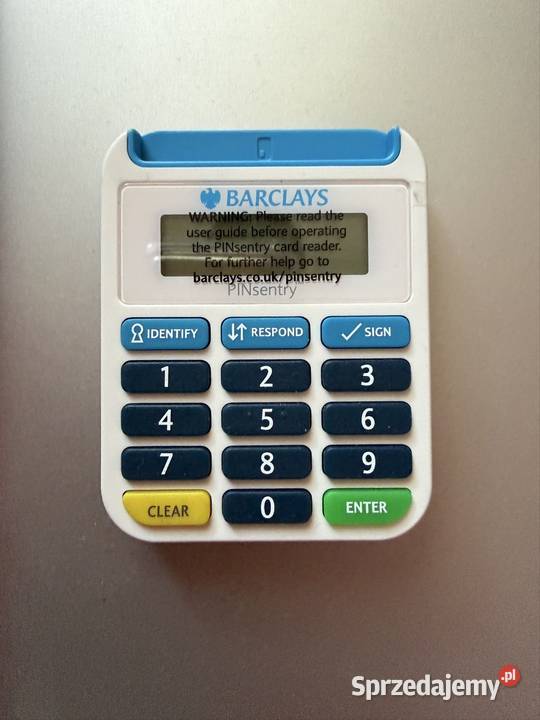 BARCLAYS
WARNING: Please read the
user guide before operating
the PINsentry card reader.
For further help go to
barclays.co.uk/pinsentry
PINsentry
IDENTIFY RESPOND SIGN
1 2 3
4 5 6
7 8 9
CLEAR 0 ENTER
Sprzedajemy.pl